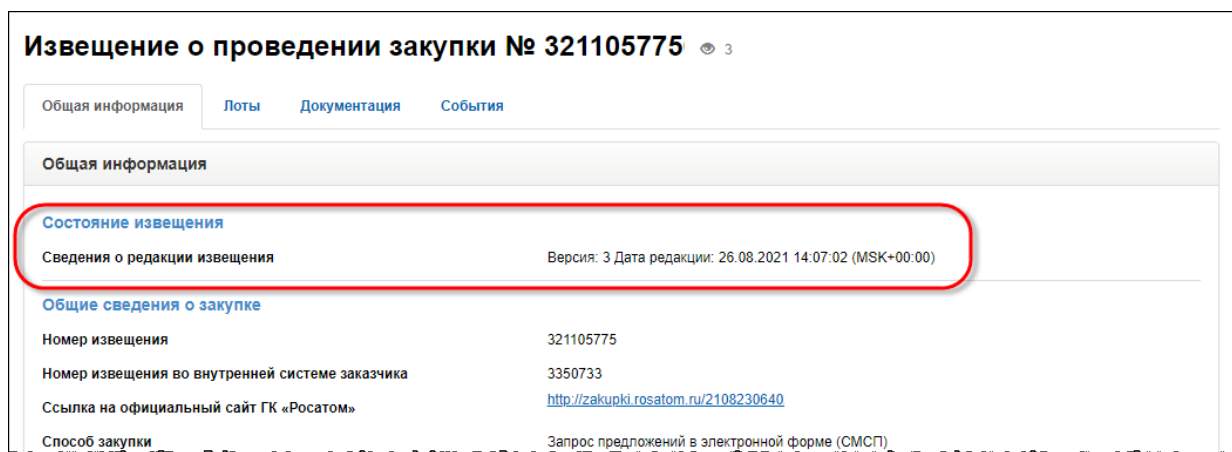 Извещение о проведении закупки № 321105775 3
Общая информация Лоты Документация События
Общая информация
Состояние извещения
Сведения о редакции извещения Версия: 3 Дата редакции: 26.08.2021 14:07:02 (MSK+00:00)
Общие сведения о закупке
Номер извещения 321105775
Номер извещения во внутренней системе заказчика 3350733
Ссылка на официальный сайт ГК «Росатом» http://zakupki.rosatom.ru/2108230640
Способ закупки Запрос предложений в электронной форме (СМСП)